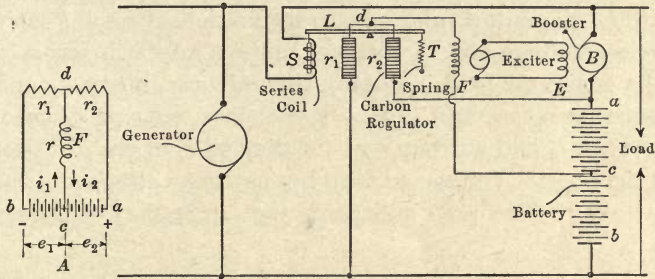 d
r1 r2
r F
i1 i2
b a
- c +
e1 e2
A
Generator
L d
S r1 r2 T
Series
Coil
Spring
Carbon
Regulator
F
Exciter
E
Booster
B
a
c
b
Battery
Load